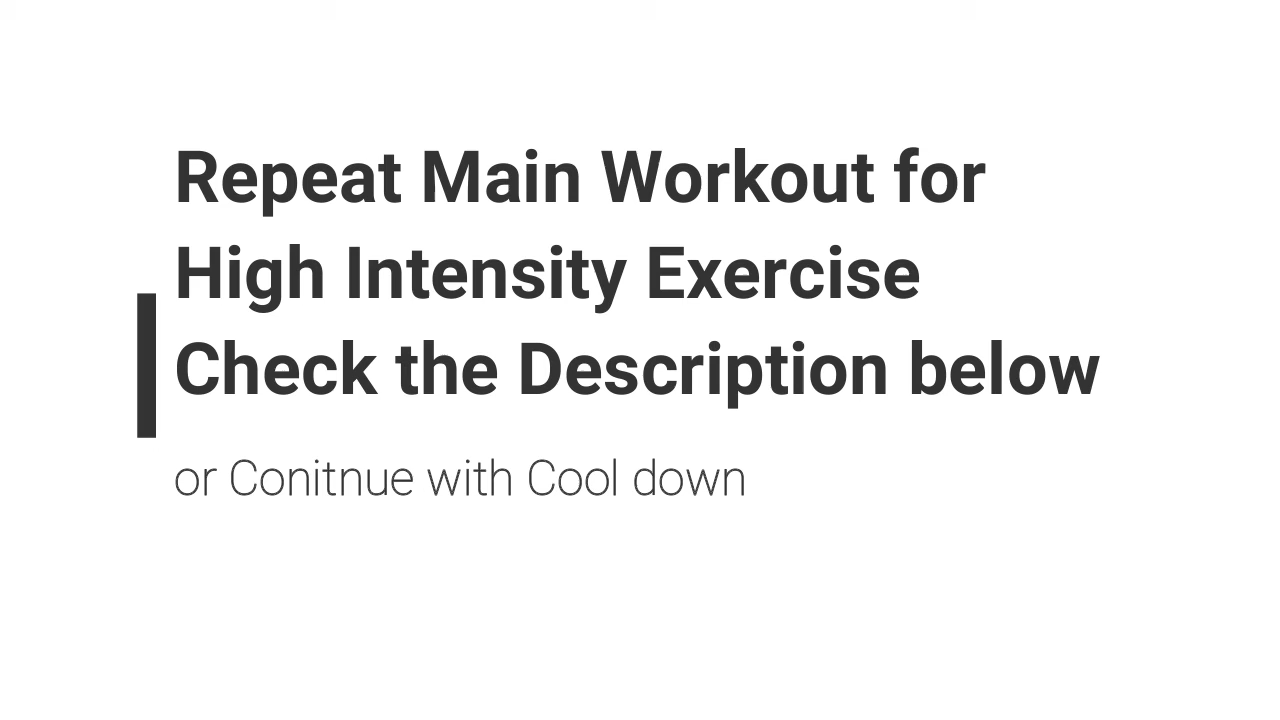 Repeat Main Workout for
High Intensity Exercise
Check the Description below
or Conitnue with Cool down